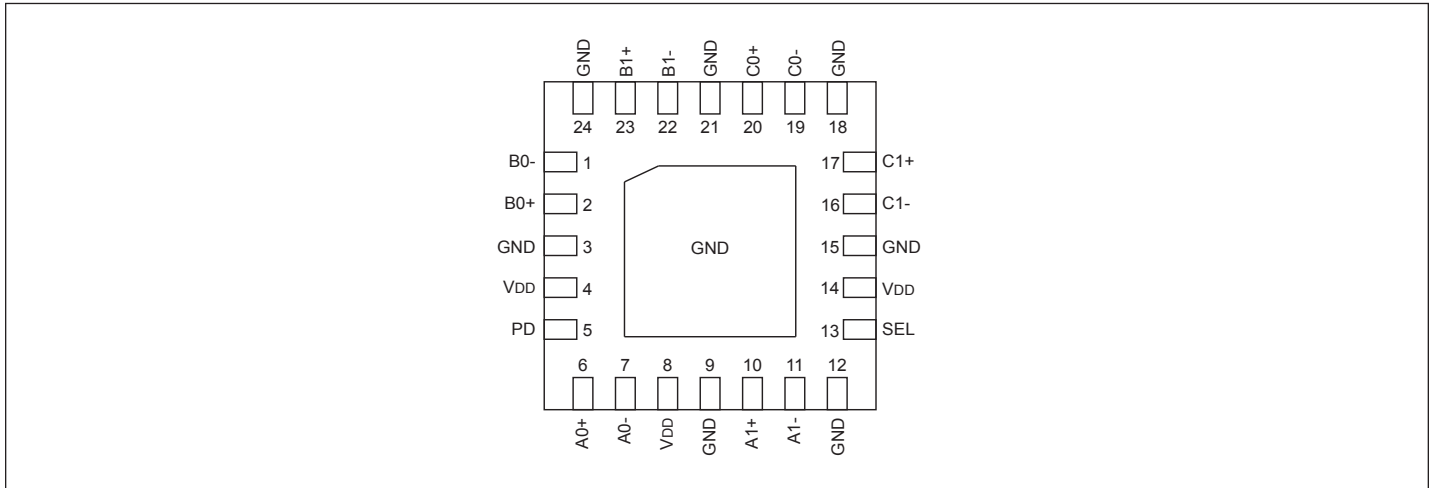 GND B1+ B1- GND C0+ C0- GND
24 23 22 21 20 19 18
B0- 1 17 C1+
B0+ 2 16 C1-
GND 3 GND 15 GND
VDD 4 14 VDD
PD 5 13 SEL
6 7 8 9 10 11 12
A0+ A0- VDD GND A1+ A1- GND